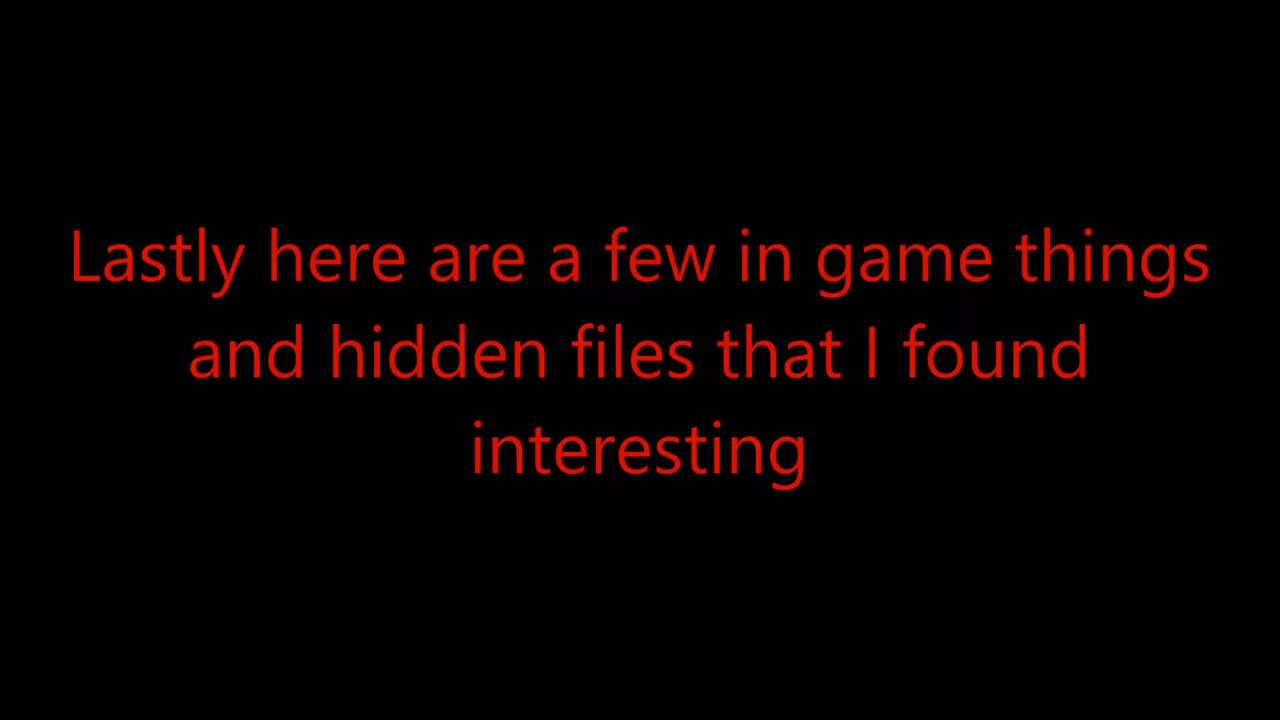 Lastly here are a few in game things
and hidden files that I found
interesting